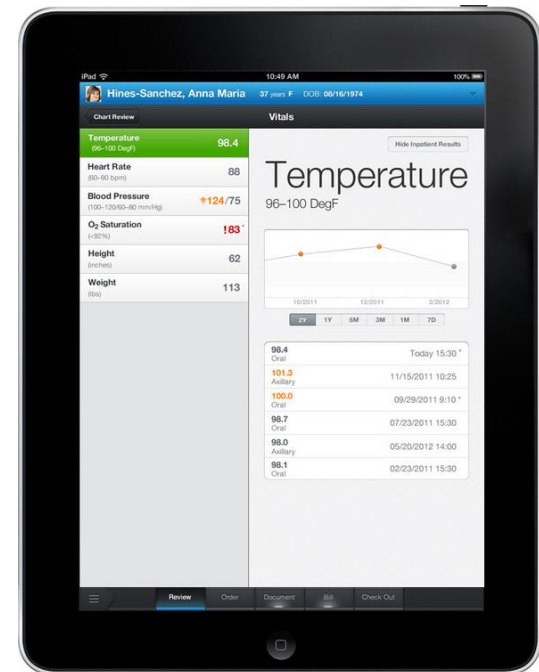 iPad 10:49 AM 100%
Hines-Sanchez, Anna Maria 37 years F DOB: 08/16/1974
Chart Review Vitals
Temperature 98.4
(96–100 DegF)
Heart Rate 88
(60–90 bpm)
Blood Pressure 124/75
(100–120/60–80 mm/Hg)
O2 Saturation !83*
(<92%)
Height 62
(inches)
Weight 113
(lbs)
Hide Inpatient Results
Temperature
96–100 DegF
10/2011 12/2011 2/2012
2Y 1Y 6M 3M 1M 7D
98.4 Today 15:30 *
Oral
101.3 11/15/2011 10:25
Axillary
100.0 09/29/2011 9:10 *
Oral
98.7 07/23/2011 15:30
Oral
98.0 05/20/2012 14:00
Axillary
98.1 02/23/2011 15:30
Oral
Review Order Document Bill Check Out